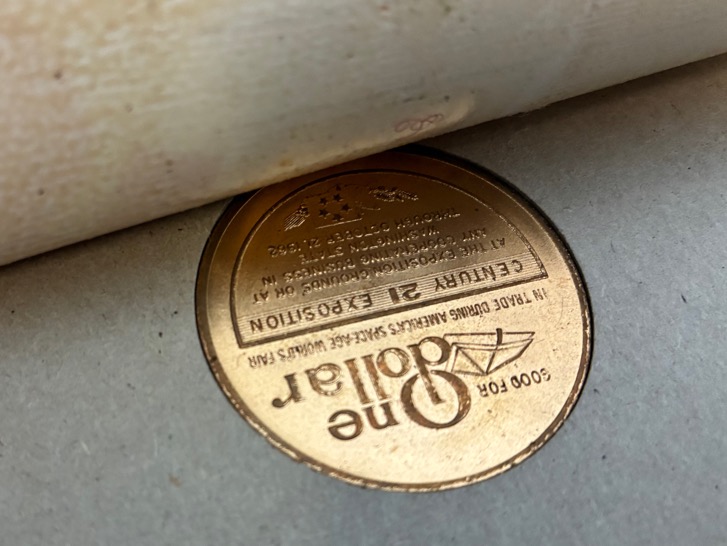 GOOD FOR
One
dollar
IN TRADE DURING AMERICA'S SPACE-AGE WORLD'S FAIR
CENTURY 21 EXPOSITION
AT THE EXPOSITION GROUNDS OR AT
ANY COOPERATING BUSINESS IN
WASHINGTON STATE
THROUGH OCTOBER 21, 1962